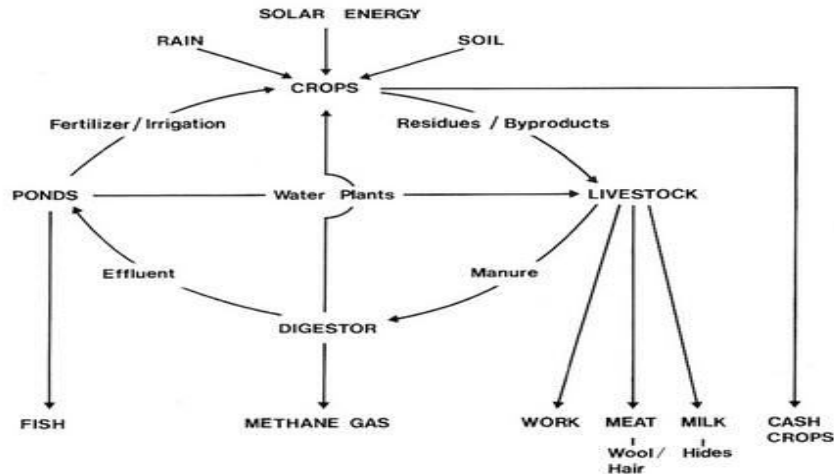 SOLAR ENERGY
RAIN
SOIL
CROPS
Fertilizer / Irrigation
Residues / Byproducts
PONDS
Water Plants
LIVESTOCK
Effluent
Manure
DIGESTOR
FISH
METHANE GAS
WORK
MEAT
MILK
CASH
CROPS
Wool /
Hair
Hides